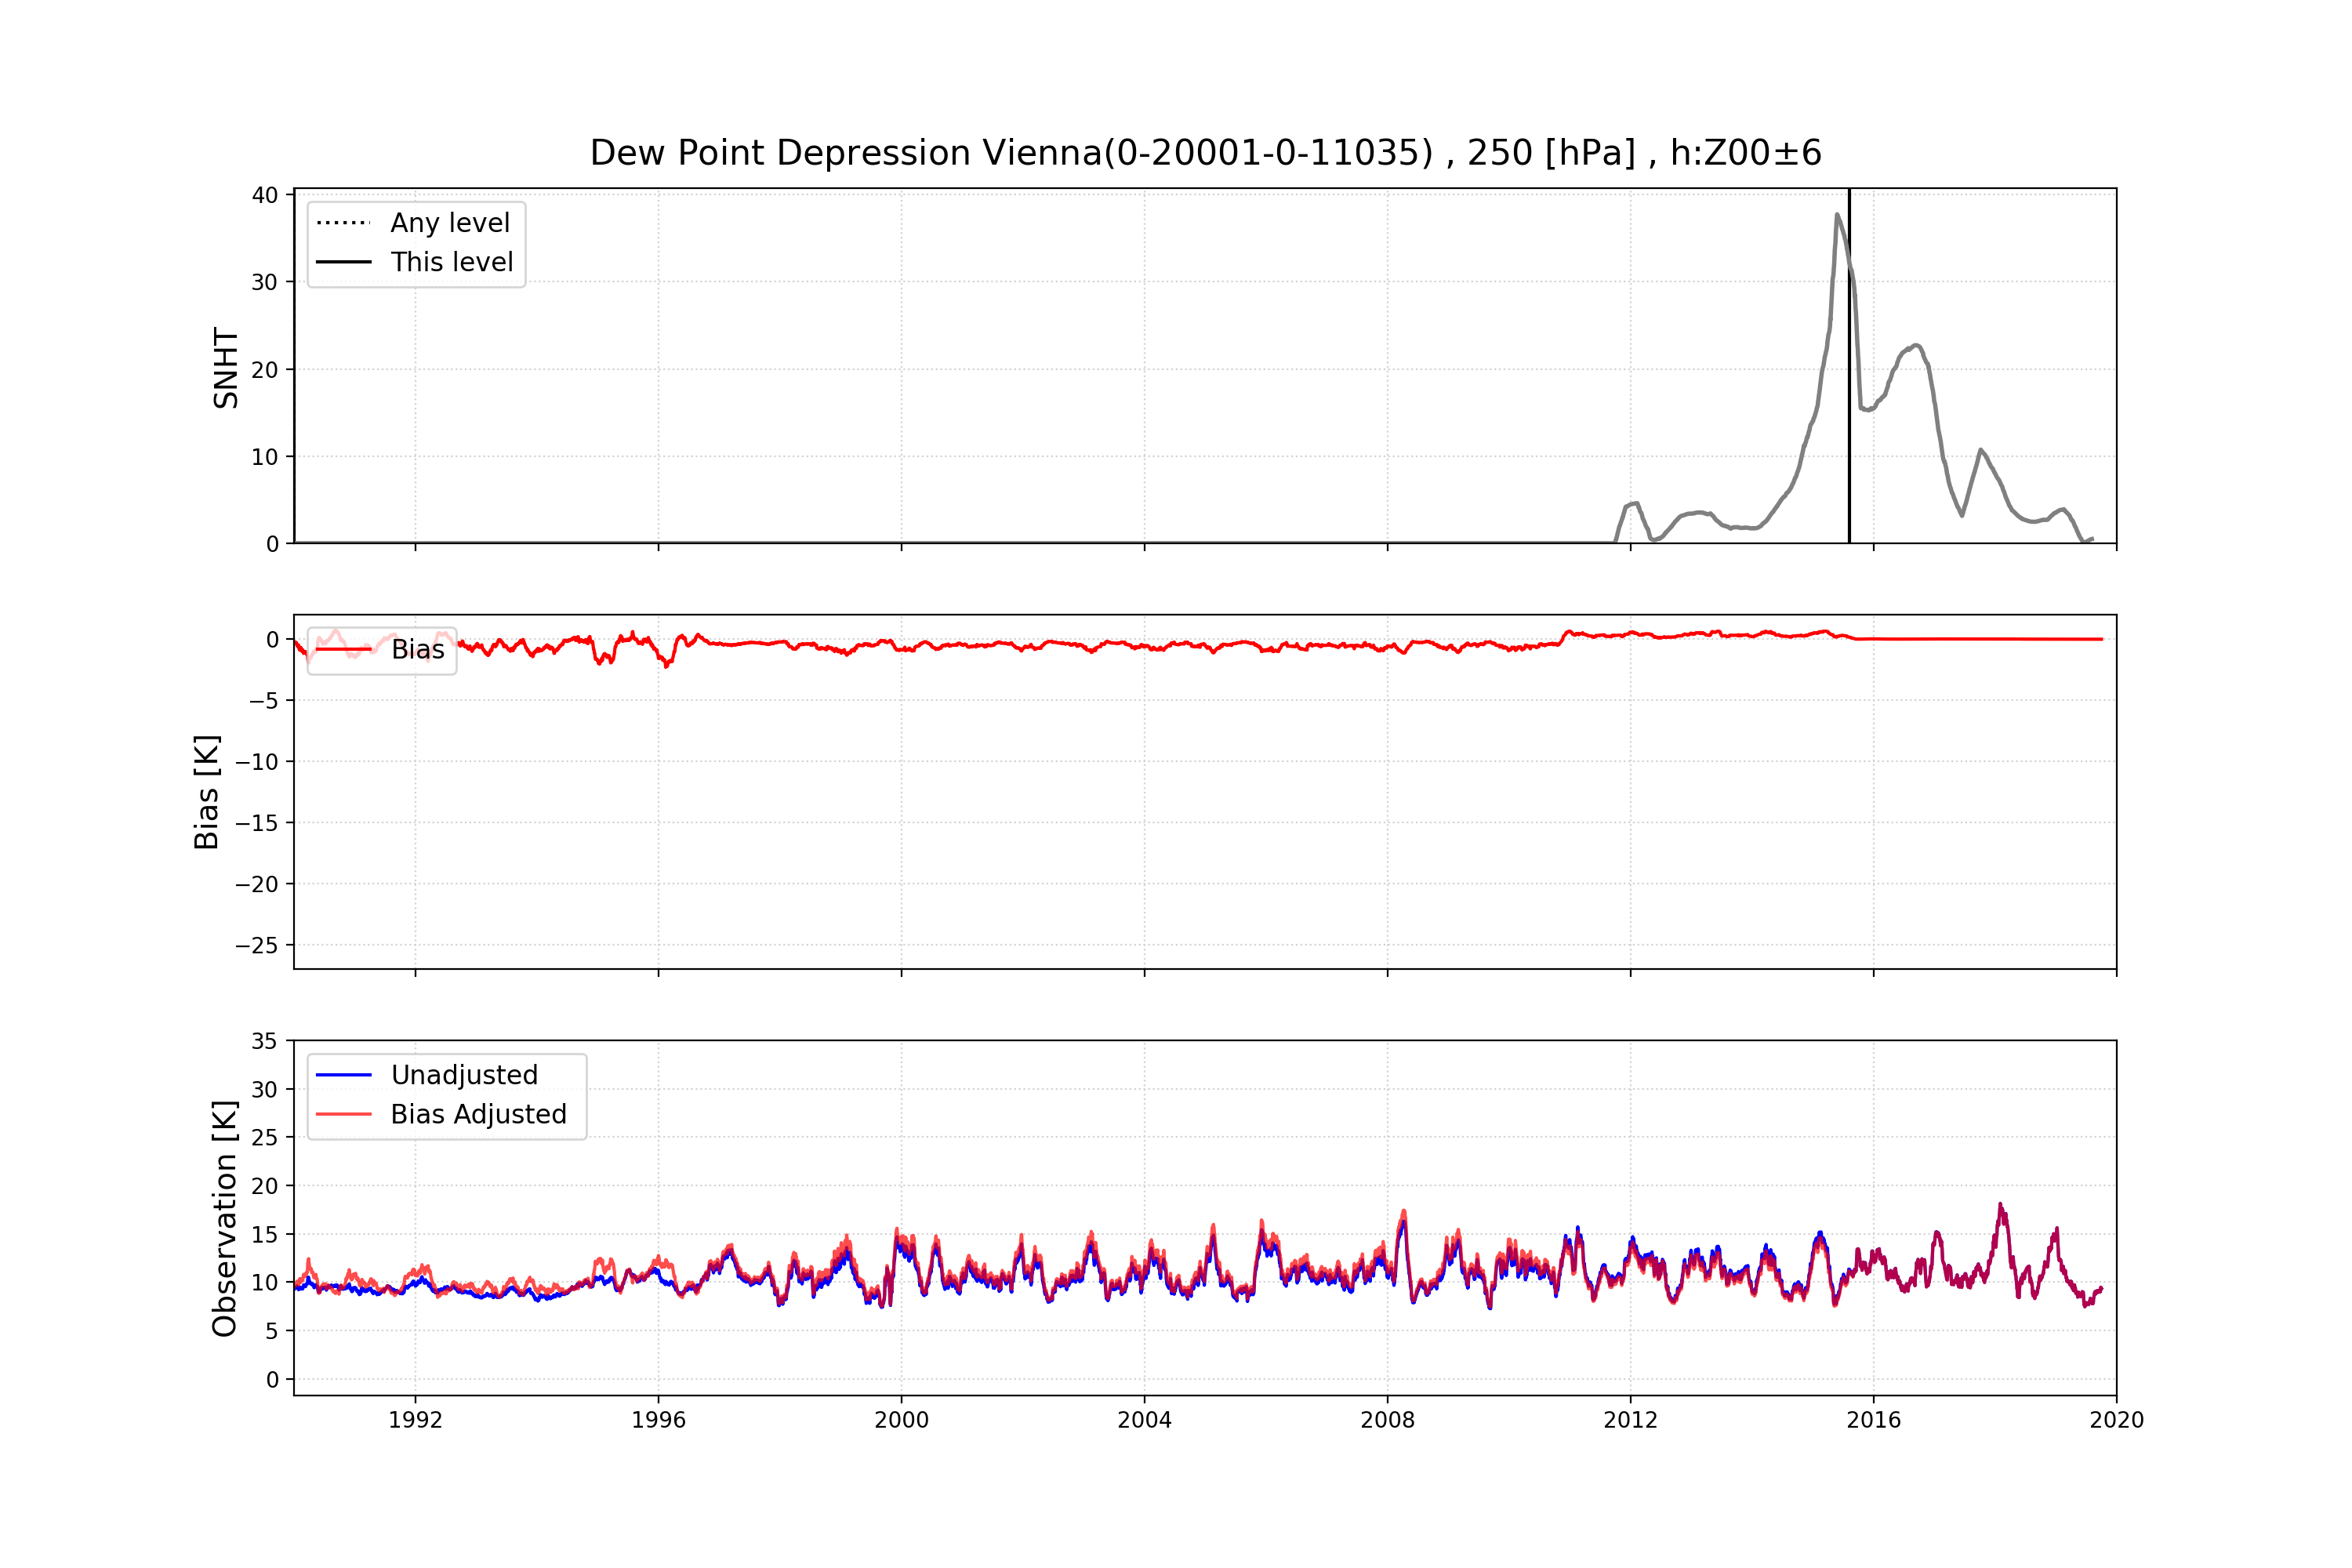 Dew Point Depression Vienna(0-20001-0-11035) , 250 [hPa] , h:Z00±6
SNHT
40
30
20
10
0
Any level
This level
Bias [K]
0
−5
−10
−15
−20
−25
Bias
Observation [K]
35
30
25
20
15
10
5
0
Unadjusted
Bias Adjusted
1992 1996 2000 2004 2008 2012 2016 2020